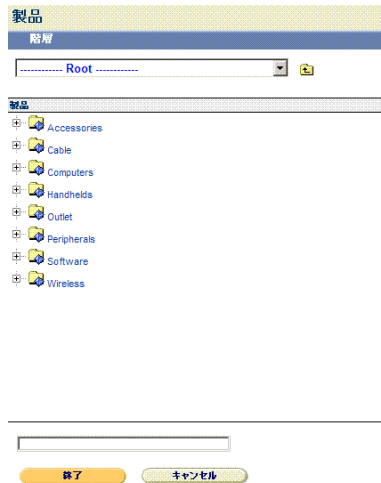 製品
階層
------------ Root ------------
製品
Accessories
Cable
Computers
Handhelds
Outlet
Peripherals
Software
Wireless
終了
キャンセル